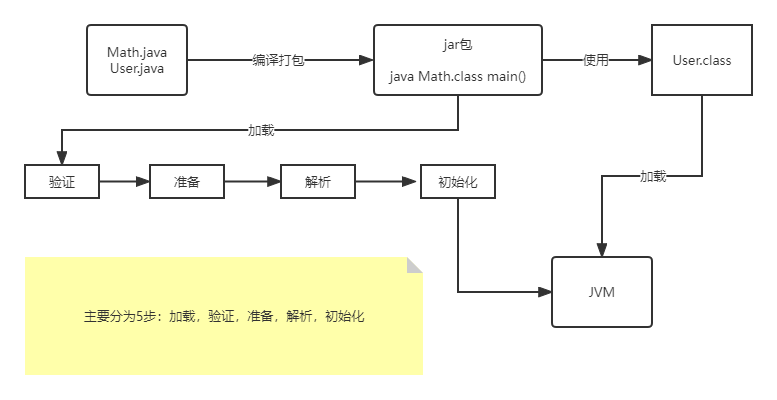 Math.java
User.java
编译打包
jar包
java Math.class main()
使用
User.class
加载
验证
准备
解析
初始化
加载
JVM
主要分为5步：加载，验证，准备，解析，初始化